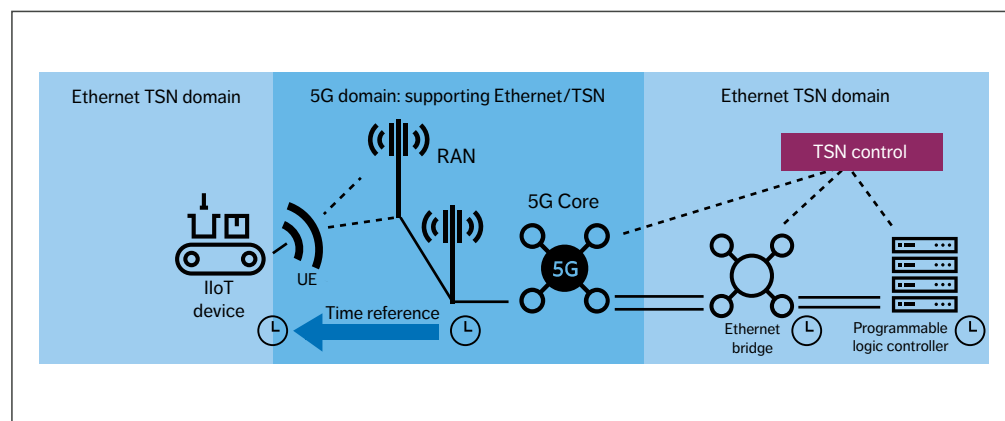 Ethernet TSN domain
5G domain: supporting Ethernet/TSN
Ethernet TSN domain
TSN control
RAN
5G Core
5G
UE
IIoT
device
Time reference
Ethernet
bridge
Programmable
logic controller